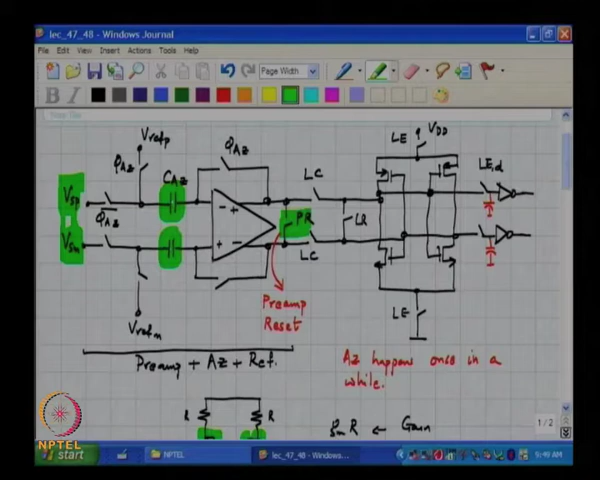 lec_47_48 - Windows Journal
File Edit View Insert Actions Tools Help
Page Width
B I
Vrefp
φAz
CAz
φAz
LC
LE VDD
LE,d
Vsp
φAz
- +
PR
LR
Vsm
+ -
LC
Preamp
Reset
LE
Vrefm
Preamp + Az + Ref.
Az happens once in a
while.
R
R
gmR ← Gain
1/2
NPTEL
start
NPTEL
lec_47_48 - Windows...
9:49 AM